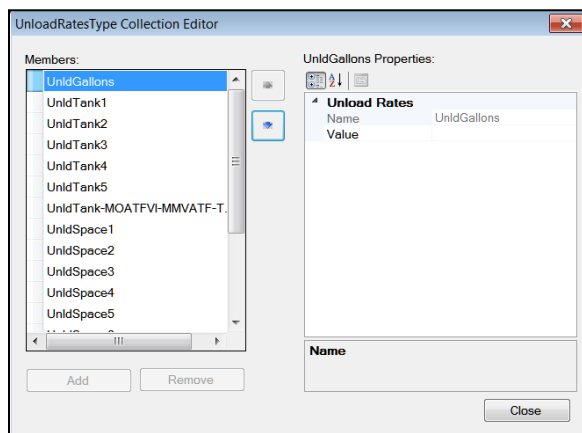 UnloadRatesType Collection Editor
Members:
UnldGallons
UnldTank1
UnldTank2
UnldTank3
UnldTank4
UnldTank5
UnldTank-MOATFVI-MMVATF-T.
UnldSpace1
UnldSpace2
UnldSpace3
UnldSpace4
UnldSpace5
Add
Remove
UnldGallons Properties:
Unload Rates
Name UnldGallons
Value
Name
Close